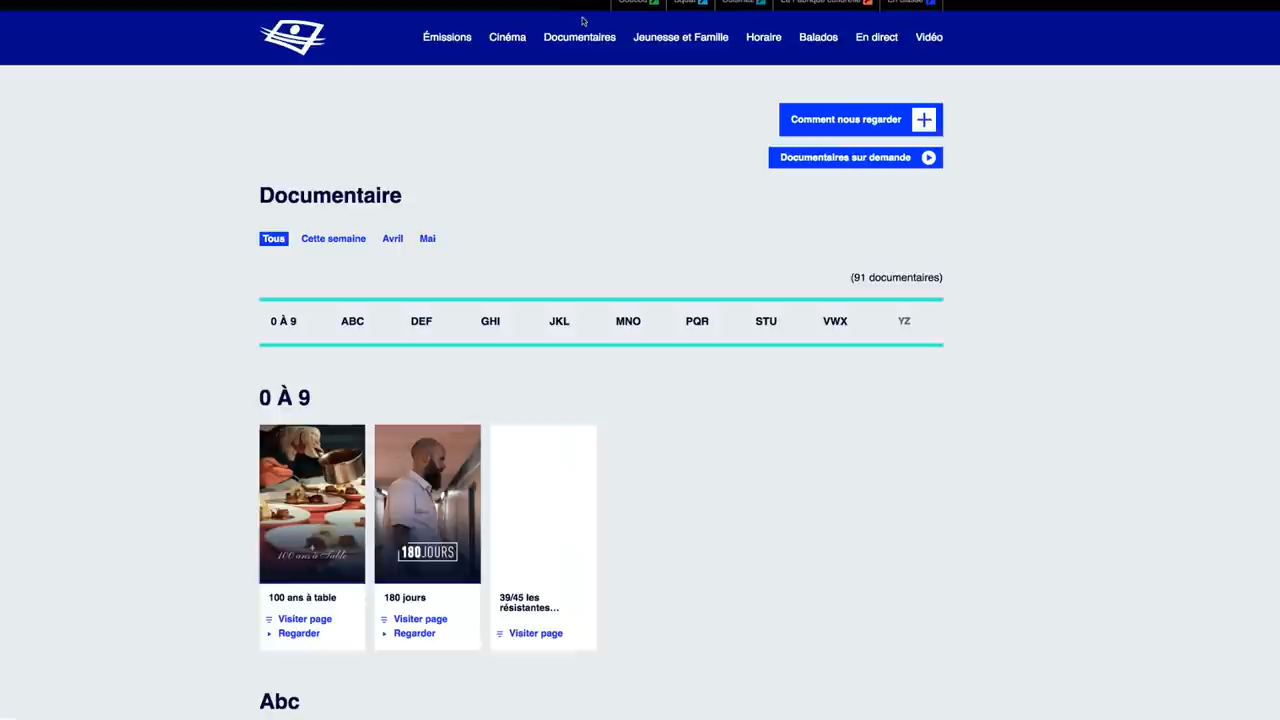 Émissions
Cinéma
Documentaires
Jeunesse et Famille
Horaire
Balados
En direct
Vidéo
Comment nous regarder
Documentaires sur demande
Documentaire
Tous
Cette semaine
Avril
Mai
(91 documentaires)
0 À 9
ABC
DEF
GHI
JKL
MNO
PQR
STU
VWX
YZ
0 À 9
100 ans à Table
180JOURS
100 ans à table
Visiter page
Regarder
180 jours
Visiter page
Regarder
39/45 les
résistantes...
Visiter page
Abc